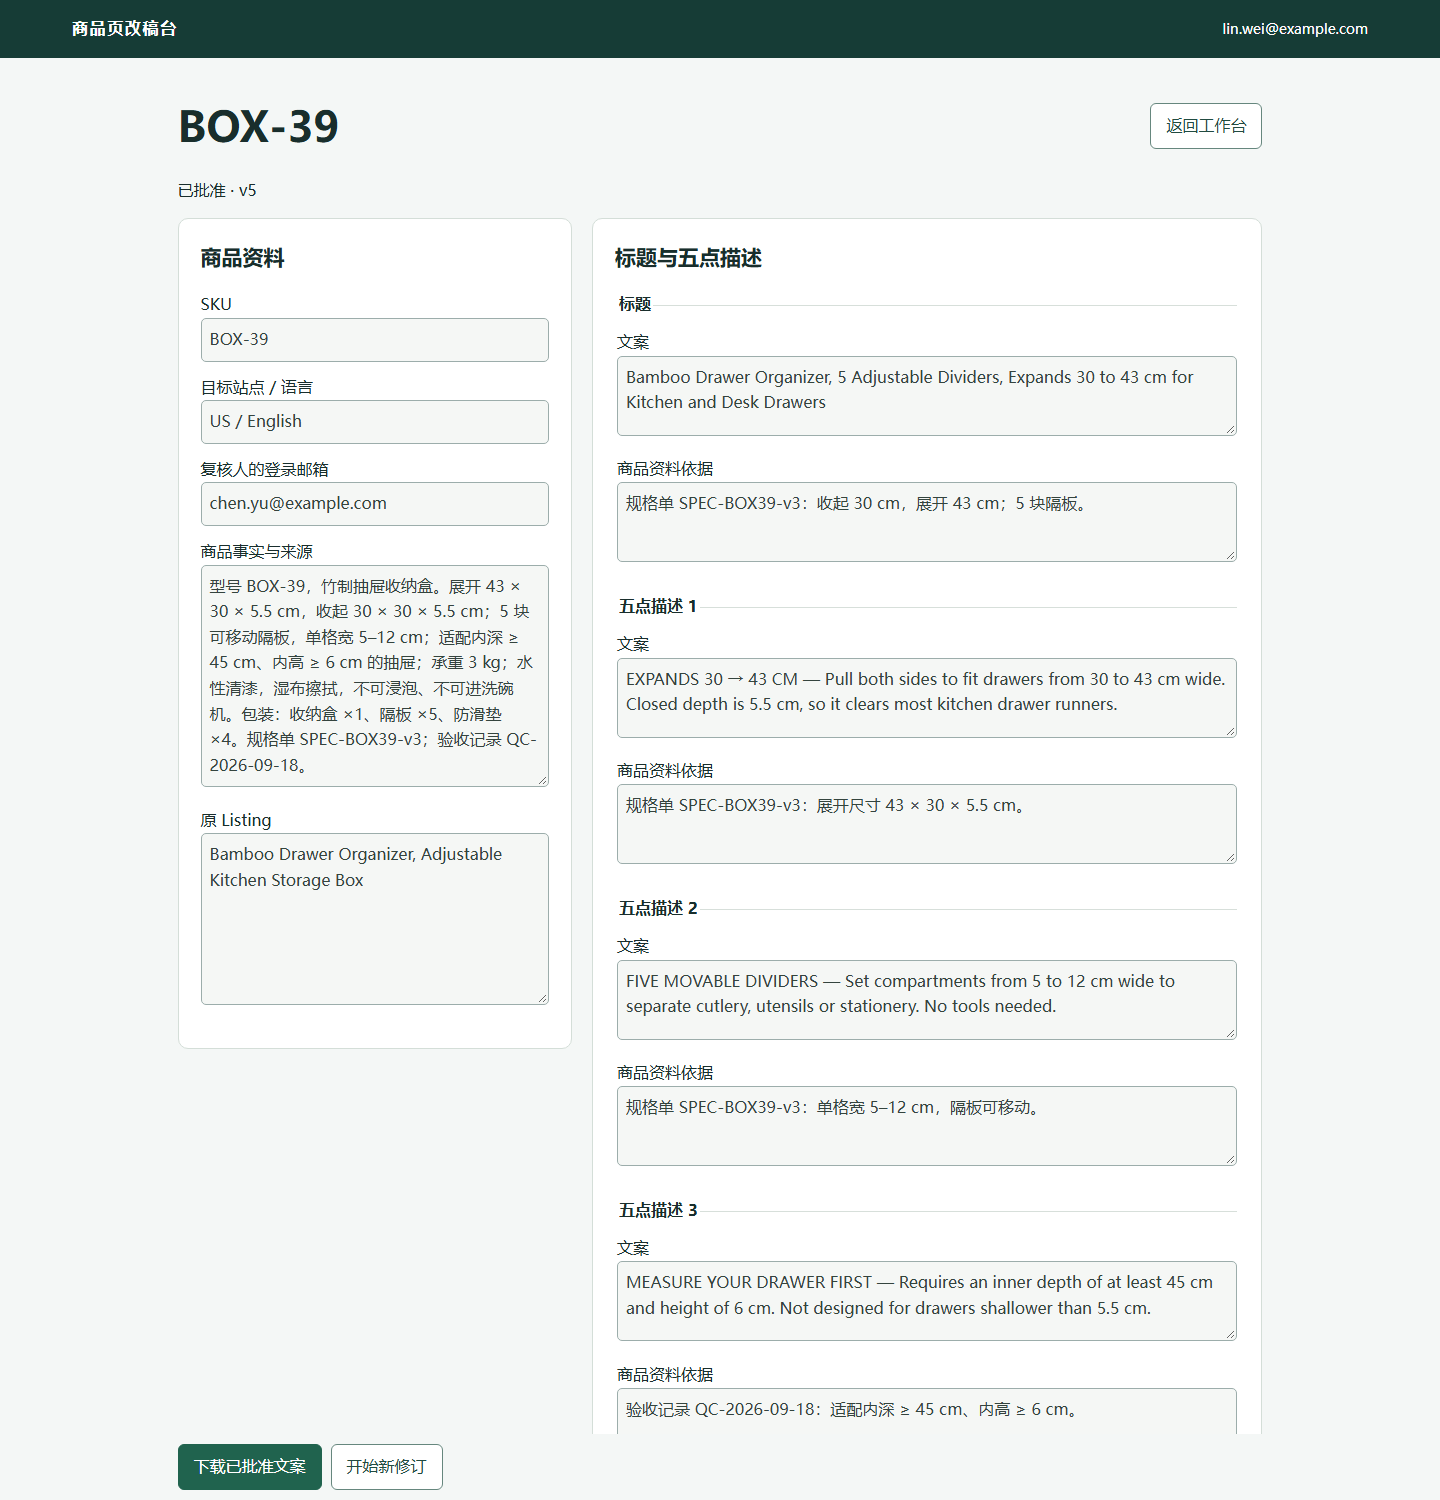 商品页改稿台
lin.wei@example.com
BOX-39
返回工作台
已批准 · v5
商品资料
SKU
BOX-39
目标站点 / 语言
US / English
复核人的登录邮箱
chen.yu@example.com
商品事实与来源
型号 BOX-39，竹制抽屉收纳盒。展开 43 ×
30 × 5.5 cm，收起 30 × 30 × 5.5 cm；5 块
可移动隔板，单格宽 5–12 cm；适配内深 ≥
45 cm、内高 ≥ 6 cm 的抽屉；承重 3 kg；水
性清漆，湿布擦拭，不可浸泡、不可进洗碗
机。包装：收纳盒 ×1、隔板 ×5、防滑垫
×4。规格单 SPEC-BOX39-v3；验收记录 QC-
2026-09-18。
原 Listing
Bamboo Drawer Organizer, Adjustable
Kitchen Storage Box
标题与五点描述
标题
文案
Bamboo Drawer Organizer, 5 Adjustable Dividers, Expands 30 to 43 cm for
Kitchen and Desk Drawers
商品资料依据
规格单 SPEC-BOX39-v3：收起 30 cm，展开 43 cm；5 块隔板。
五点描述 1
文案
EXPANDS 30 → 43 CM — Pull both sides to fit drawers from 30 to 43 cm wide.
Closed depth is 5.5 cm, so it clears most kitchen drawer runners.
商品资料依据
规格单 SPEC-BOX39-v3：展开尺寸 43 × 30 × 5.5 cm。
五点描述 2
文案
FIVE MOVABLE DIVIDERS — Set compartments from 5 to 12 cm wide to
separate cutlery, utensils or stationery. No tools needed.
商品资料依据
规格单 SPEC-BOX39-v3：单格宽 5–12 cm，隔板可移动。
五点描述 3
文案
MEASURE YOUR DRAWER FIRST — Requires an inner depth of at least 45 cm
and height of 6 cm. Not designed for drawers shallower than 5.5 cm.
商品资料依据
验收记录 QC-2026-09-18：适配内深 ≥ 45 cm、内高 ≥ 6 cm。
下载已批准文案
开始新修订